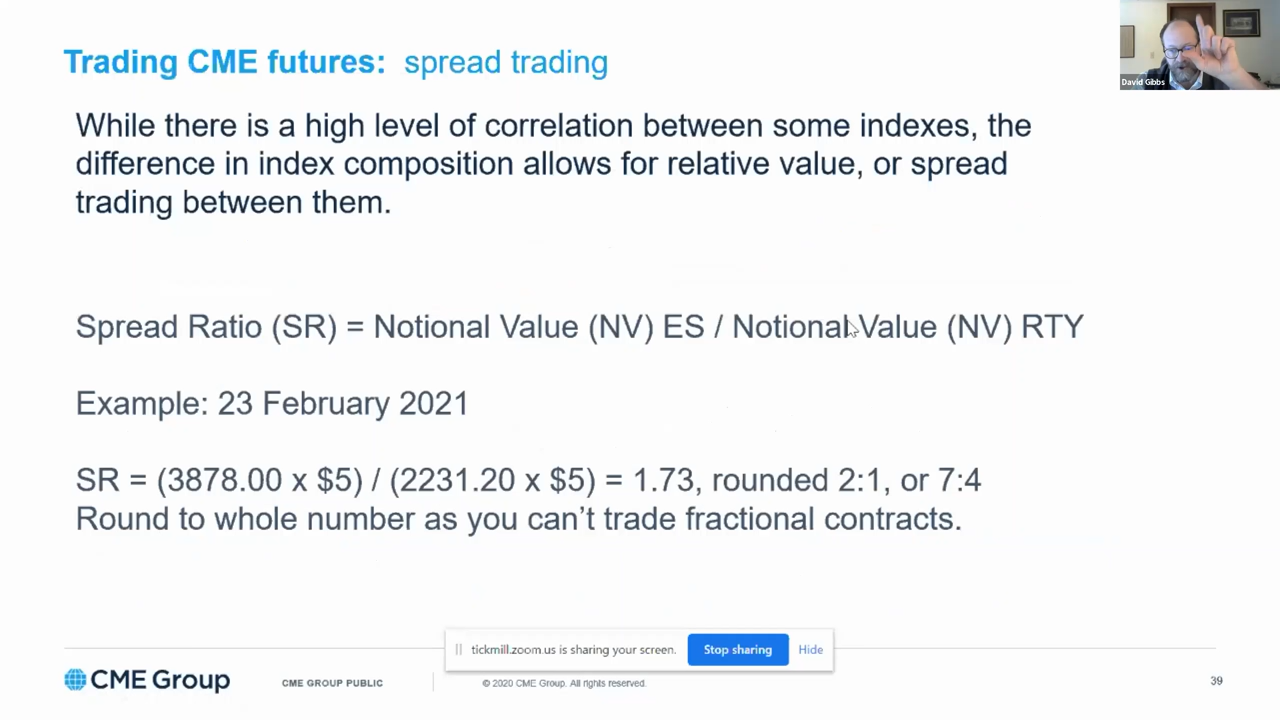 Trading CME futures: spread trading
David Gibbs
While there is a high level of correlation between some indexes, the
difference in index composition allows for relative value, or spread
trading between them.
Spread Ratio (SR) = Notional Value (NV) ES / Notional Value (NV) RTY
Example: 23 February 2021
SR = (3878.00 x $5) / (2231.20 x $5) = 1.73, rounded 2:1, or 7:4
Round to whole number as you can’t trade fractional contracts.
tickmill.zoom.us is sharing your screen. Stop sharing Hide
CME Group CME GROUP PUBLIC © 2020 CME Group. All rights reserved. 39